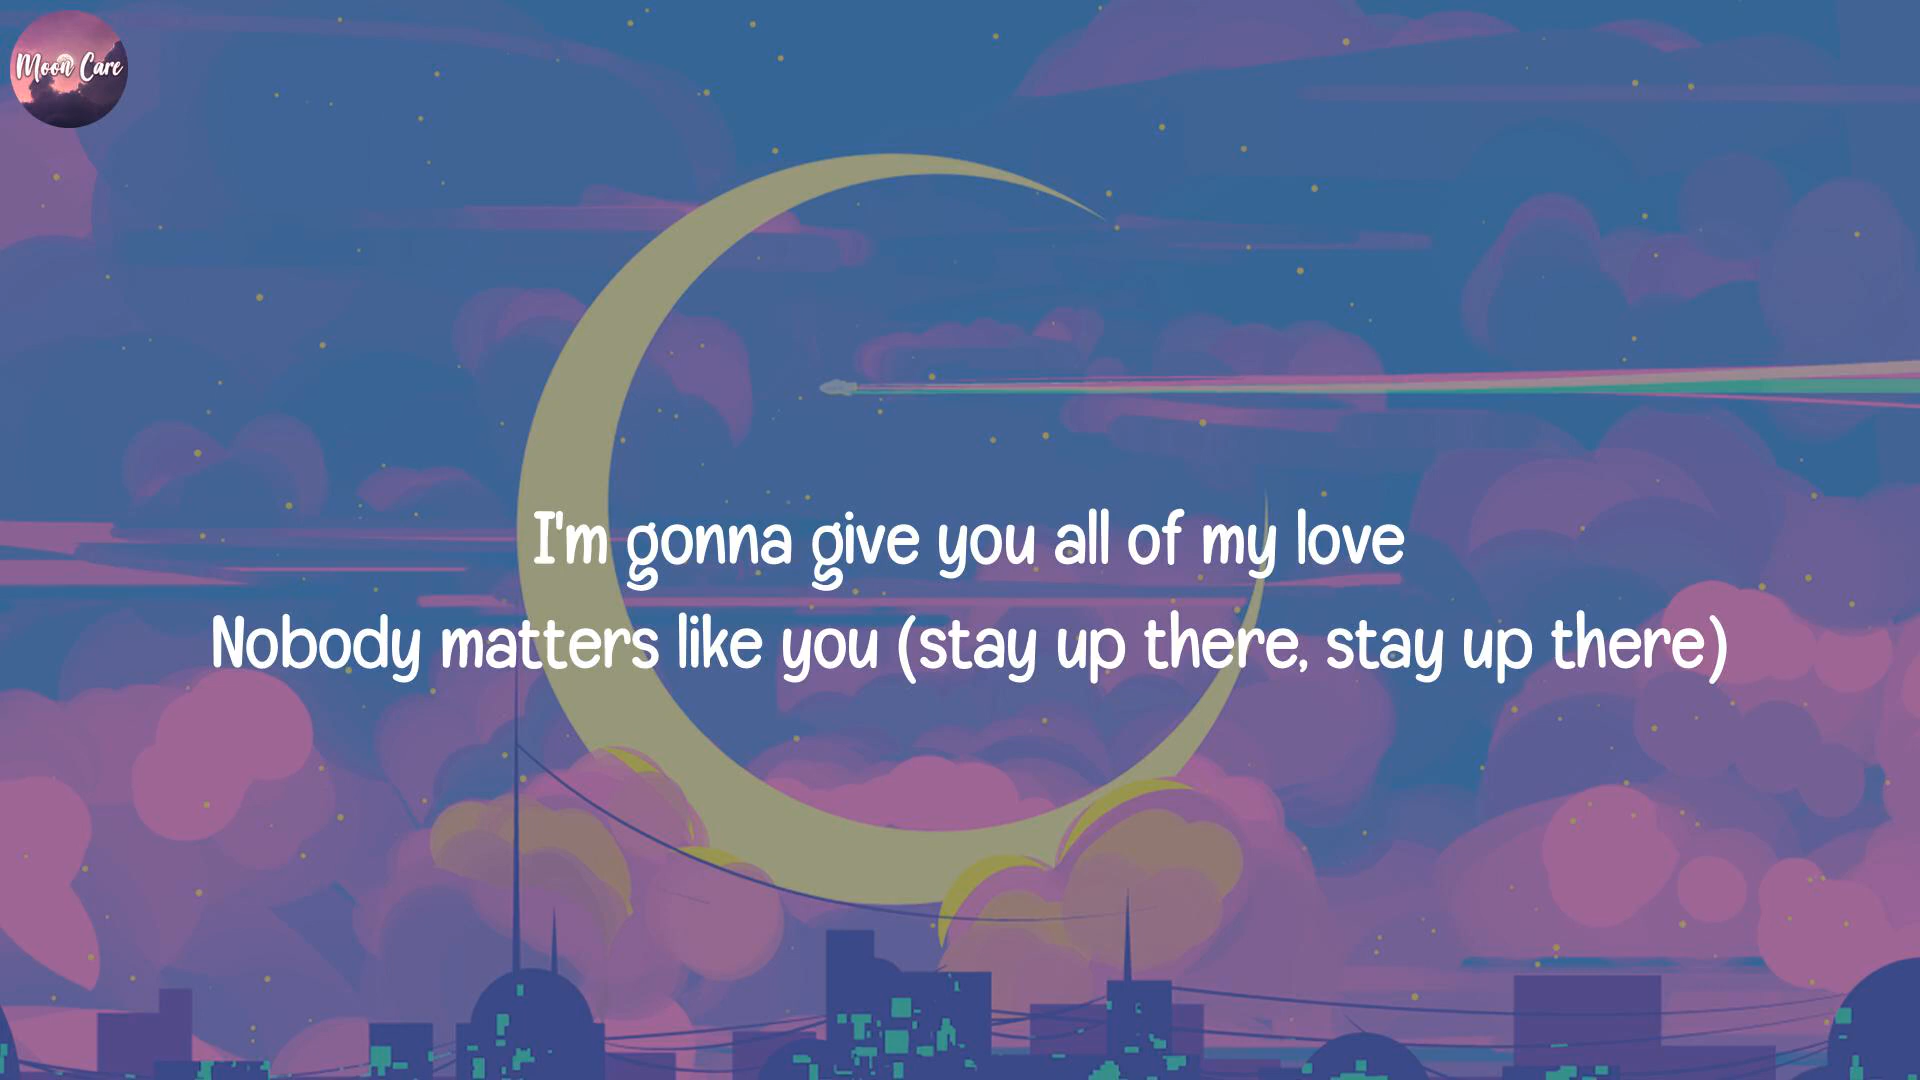 Moon Care
I'm gonna give you all of my love
Nobody matters like you (stay up there, stay up there)